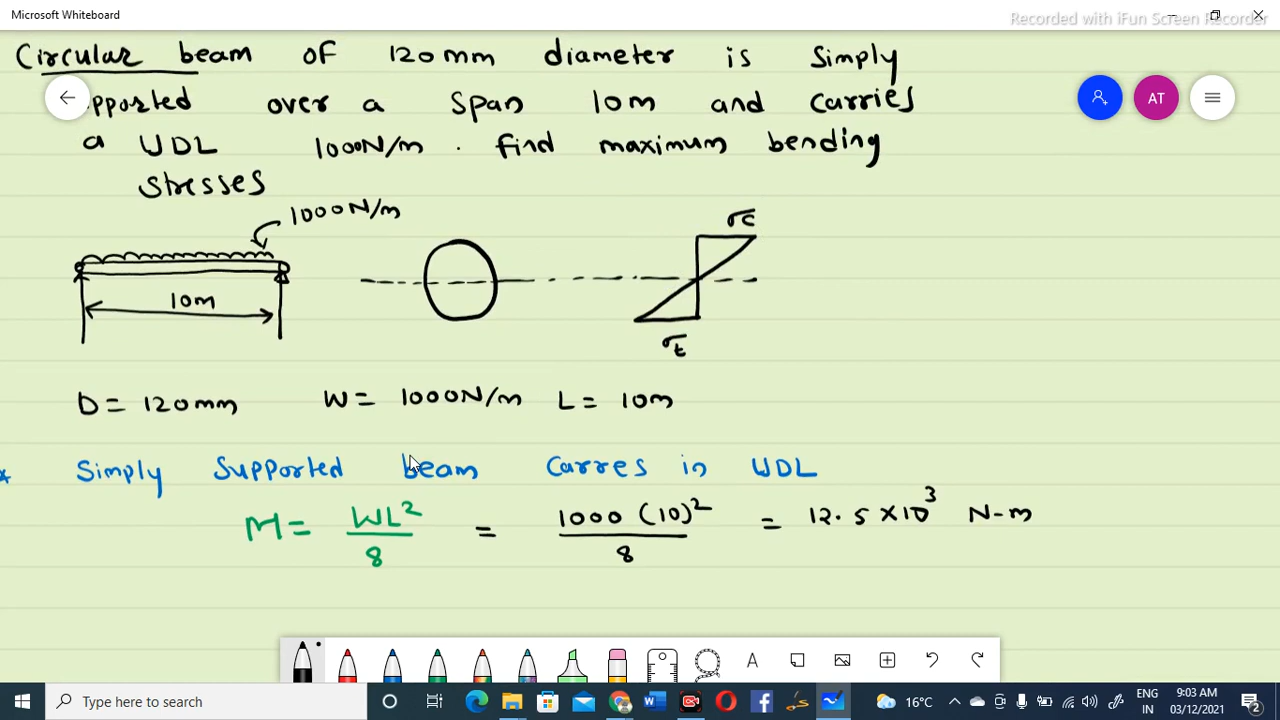 Microsoft Whiteboard
Recorded with iFun Screen Recorder
Circular beam of 120mm diameter is simply
pported over a span 10m and carries
a UDL 1000N/m. find maximum bending
stresses
1000N/m
σc
10m
σt
AT
D = 120mm W = 1000N/m L = 10m
Simply supported beam carres in UDL
M = WL²/8 = 1000 (10)²/8 = 12.5 × 10³ N-m
A
Type here to search
16°C
ENG
IN
9:03 AM
03/12/2021
2